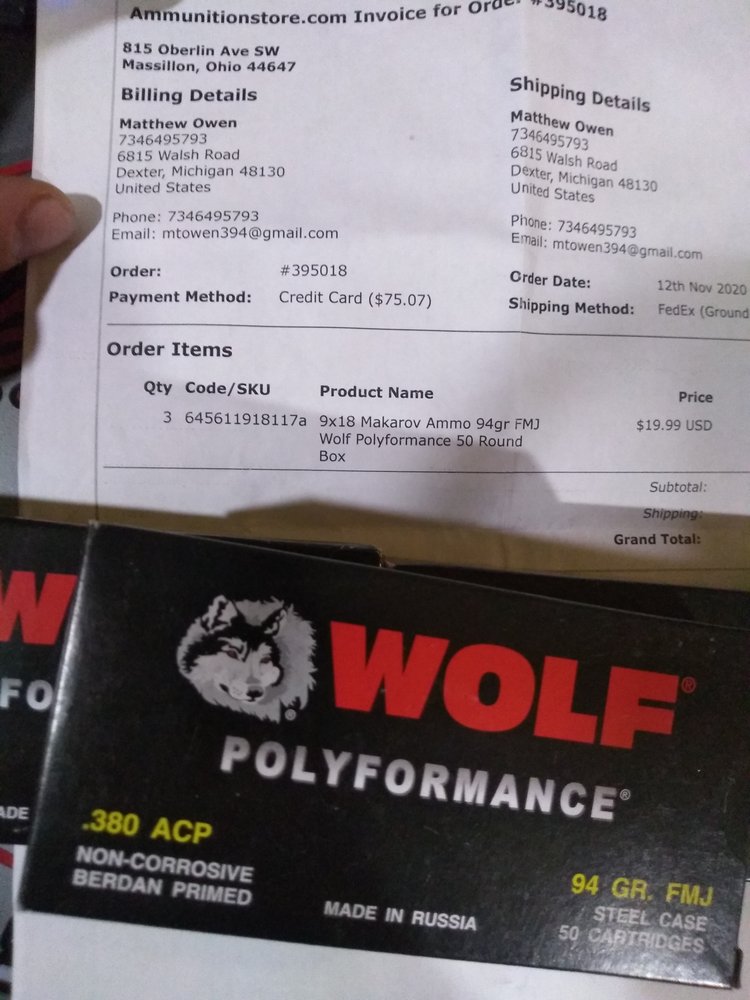 Ammunitionstore.com Invoice for Order #395018
815 Oberlin Ave SW
Massillon, Ohio 44647
Billing Details
Matthew Owen
7346495793
6815 Walsh Road
Dexter, Michigan 48130
United States
Phone: 7346495793
Email: mtowen394@gmail.com
Shipping Details
Matthew Owen
7346495793
6815 Walsh Road
Dexter, Michigan 48130
United States
Phone: 7346495793
Email: mtowen394@gmail.com
Order: #395018
Payment Method: Credit Card ($75.07)
Order Date: 12th Nov 2020
Shipping Method: FedEx (Ground
Order Items
Qty Code/SKU Product Name Price
3 645611918117a 9x18 Makarov Ammo 94gr FMJ $19.99 USD
Wolf Polyformance 50 Round
Box
Subtotal:
Shipping:
Grand Total:
W
FO
ADE
WOLF®
POLYFORMANCE®
.380 ACP
NON-CORROSIVE
BERDAN PRIMED
MADE IN RUSSIA
94 GR. FMJ
STEEL CASE
50 CARTRIDGES